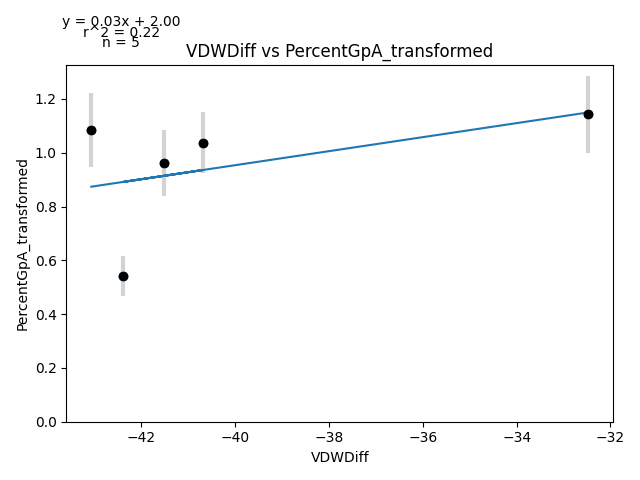 y = 0.03x + 2.00
r^2 = 0.22
n = 5
VDWDiff vs PercentGpA_transformed
1.2
1.0
0.8
0.6
0.4
0.2
0.0
PercentGpA_transformed
−42
−40
−38
−36
−34
−32
VDWDiff